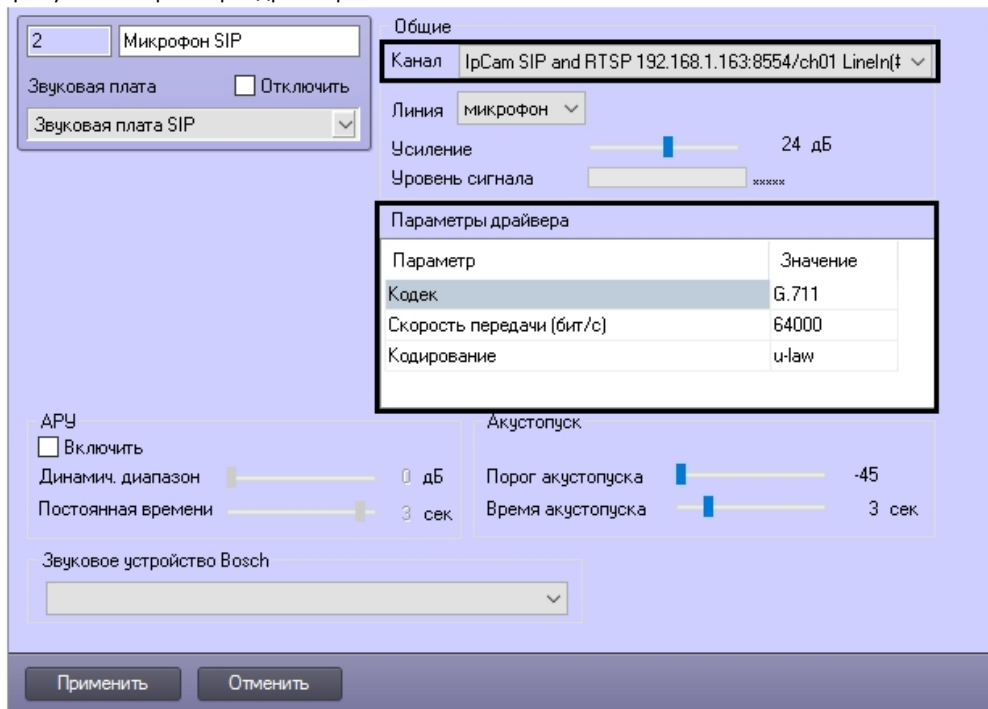 2 Микрофон SIP
Звуковая плата Отключить
Звуковая плата SIP
Общие
Канал IpCam SIP and RTSP 192.168.1.163:8554/ch01 LineIn(
Линия микрофон
Усиление 24 дБ
Уровень сигнала xxxxx
Параметры драйвера
Параметр Значение
Кодек G.711
Скорость передачи (бит/с) 64000
Кодирование u-law
АРУ
Включить
Динамич. диапазон 0 дБ
Постоянная времени 3 сек
Акустопуск
Порог акустопуска -45
Время акустопуска 3 сек
Звуковое устройство Bosch
Применить Отменить